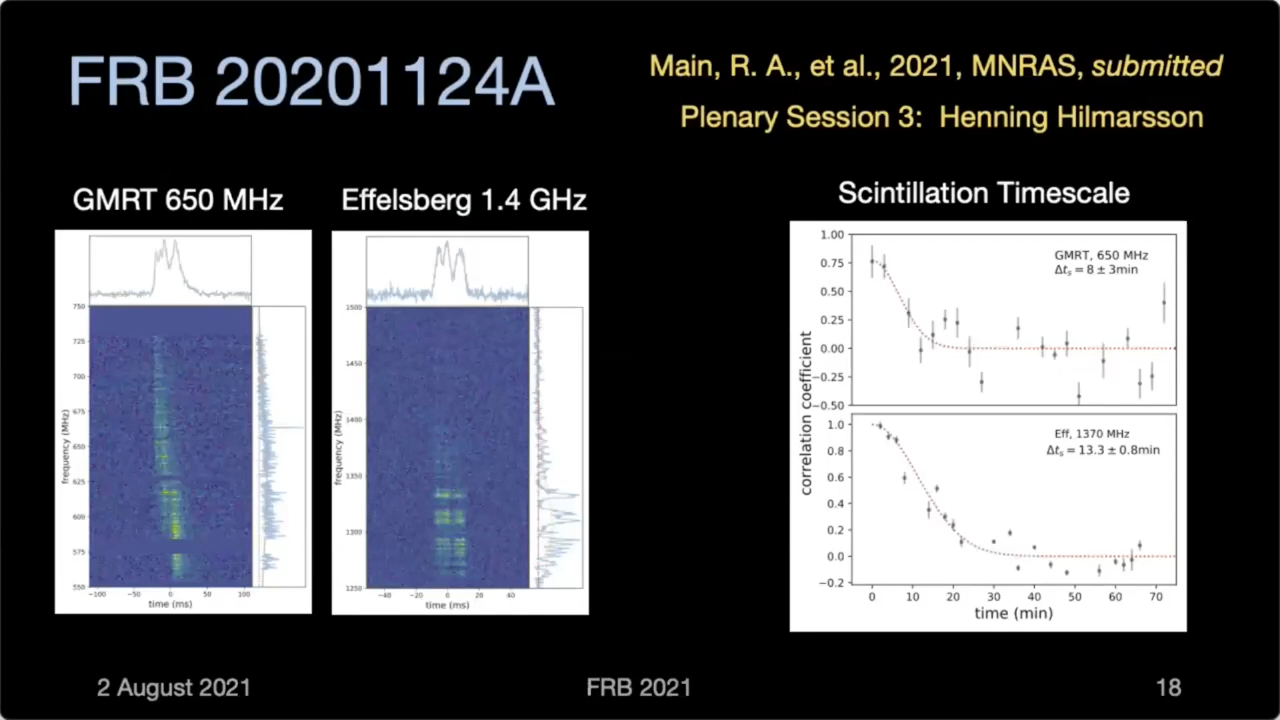 FRB 20201124A
Main, R. A., et al., 2021, MNRAS, submitted
Plenary Session 3: Henning Hilmarsson
GMRT 650 MHz
Effelsberg 1.4 GHz
Scintillation Timescale
750
725
700
675
650
625
600
575
550
frequency (MHz)
−100 −50 0 50 100
time (ms)
1500
1450
1400
1350
1300
1250
frequency (MHz)
−40 −20 0 20 40
time (ms)
1.00
0.75
0.50
0.25
0.00
−0.25
−0.50
GMRT, 650 MHz
Δts = 8 ± 3min
correlation coefficient
1.0
0.8
0.6
0.4
0.2
0.0
−0.2
Eff, 1370 MHz
Δts = 13.3 ± 0.8min
0 10 20 30 40 50 60 70
time (min)
2 August 2021
FRB 2021
18